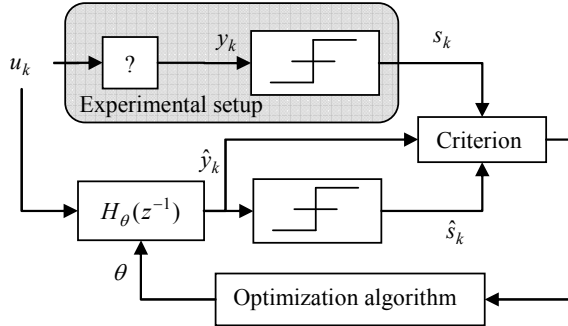 y_k
s_k
u_k
?
Experimental setup
Criterion
ŷ_k
H_θ(z⁻¹)
ŝ_k
θ
Optimization algorithm